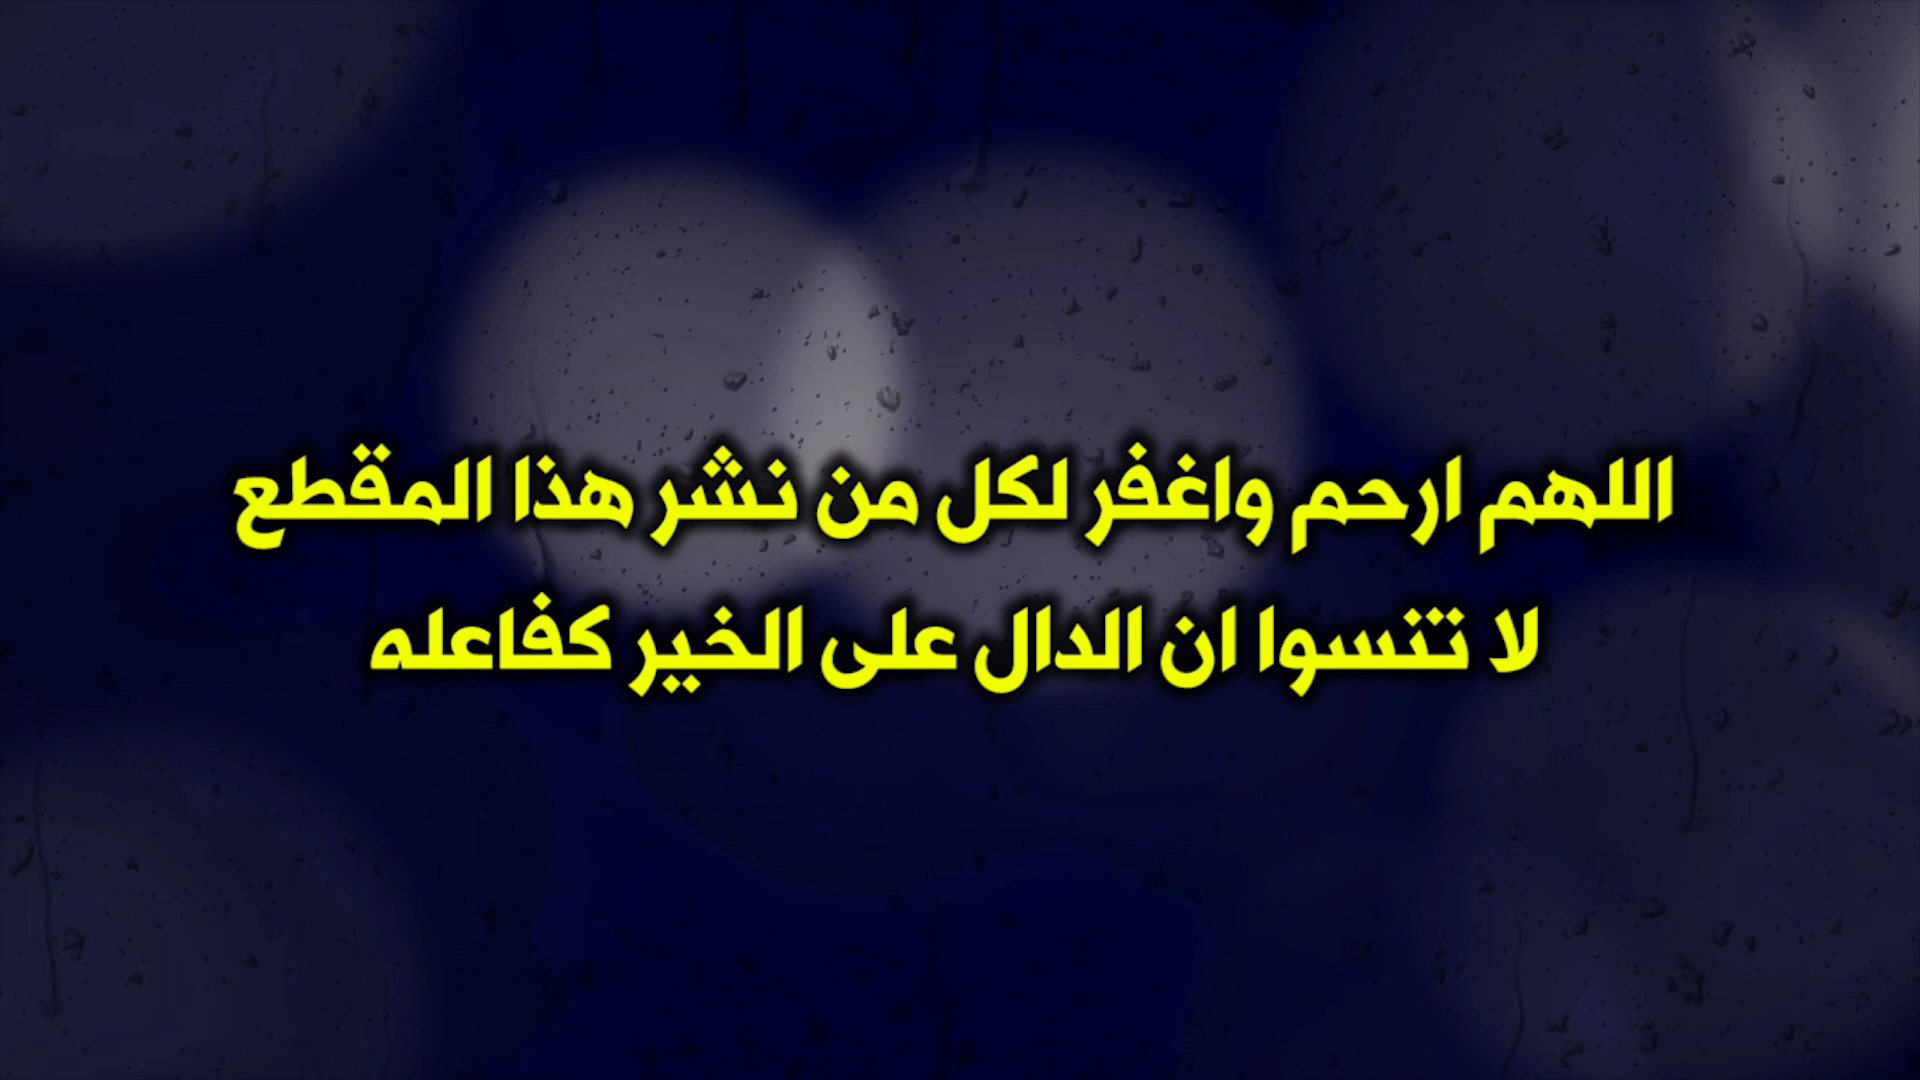 اللهم ارحم واغفر لكل من نشر هذا المقطع
لا تنسوا ان الدال على الخير كفاعله